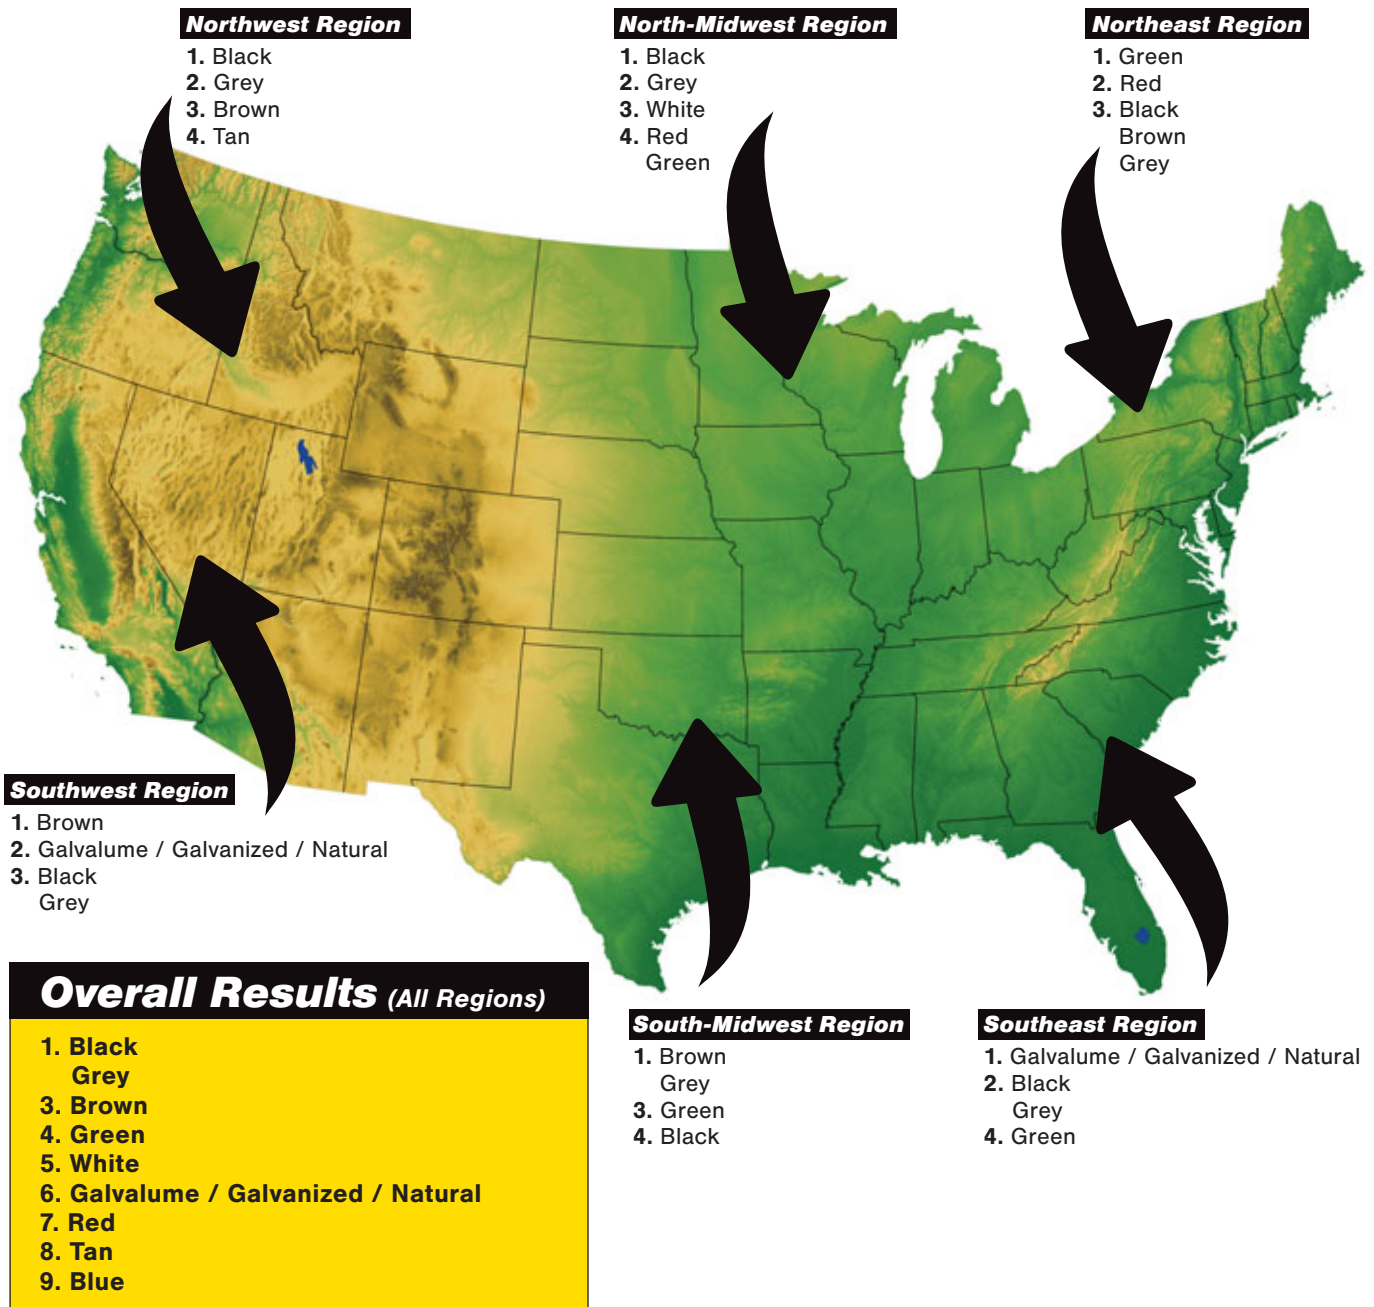 Northwest Region
1. Black
2. Grey
3. Brown
4. Tan
North-Midwest Region
1. Black
2. Grey
3. White
4. Red
Green
Northeast Region
1. Green
2. Red
3. Black
Brown
Grey
Southwest Region
1. Brown
2. Galvalume / Galvanized / Natural
3. Black
Grey
Overall Results (All Regions)
1. Black
Grey
3. Brown
4. Green
5. White
6. Galvalume / Galvanized / Natural
7. Red
8. Tan
9. Blue
South-Midwest Region
1. Brown
Grey
3. Green
4. Black
Southeast Region
1. Galvalume / Galvanized / Natural
2. Black
Grey
4. Green